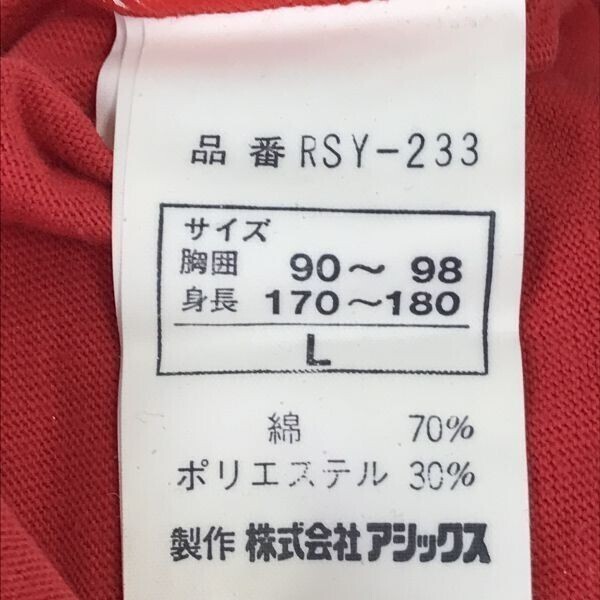 品番 RSY-233
サイズ
胸囲 90～98
身長 170～180
L
綿 70%
ポリエステル 30%
製作 株式会社アシックス